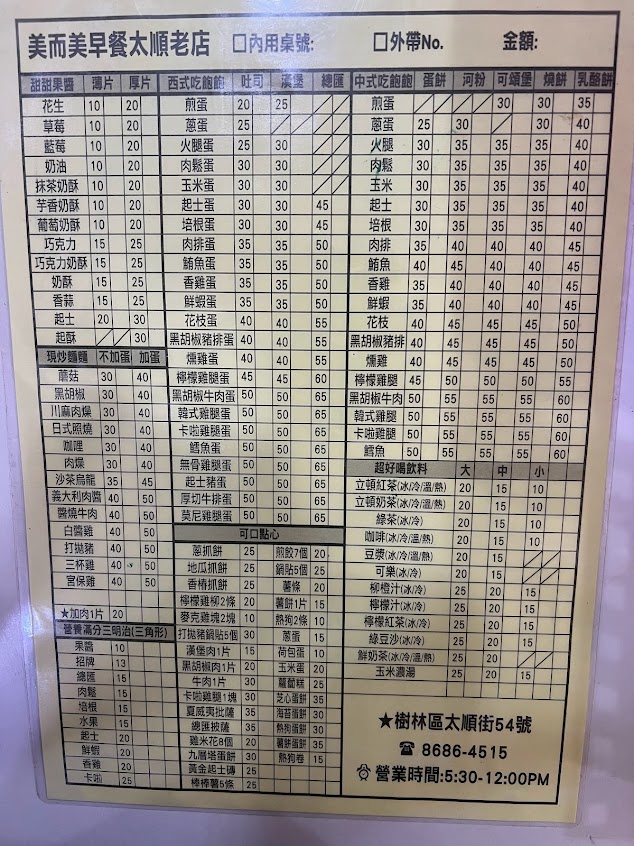 美而美早餐太順老店 □內用桌號: □外帶No. 金額:
甜甜果醬 薄片 厚片
花生 10 20
草莓 10 20
藍莓 10 20
奶油 10 20
抹茶奶酥 10 20
芋香奶酥 10 20
葡萄奶酥 10 20
巧克力 15 25
巧克力奶酥 15 25
奶酥 15 25
香蒜 15 25
起士 20 30
起酥 30
現炒麵麵 不加蛋 加蛋
蘑菇 30 40
黑胡椒 30 40
川麻肉燥 30 40
日式照燒 30 40
咖哩 30 40
肉燥 30 40
沙茶烏龍 35 45
義大利肉醬 40 50
醬燒牛肉 40 50
白醬雞 40 50
打拋豬 40 50
三杯雞 40 50
宮保雞 40 50
★加肉1片 20
營養滿分三明治(三角形)
果醬 10
招牌 13
總匯 15
肉鬆 15
培根 15
水果 15
起士 20
鮮蝦 20
香雞 20
卡啦 25
西式吃飽飽 吐司 漢堡 總匯
煎蛋 20 25
蔥蛋 25
火腿蛋 25 30
肉鬆蛋 25 30
玉米蛋 25 30
起士蛋 30 30 45
培根蛋 30 30 45
肉排蛋 35 35 50
鮪魚蛋 35 35 50
香雞蛋 35 35 50
鮮蝦蛋 35 35 50
花枝蛋 40 40 55
黑胡椒豬排蛋 40 40 55
燻雞蛋 40 40 55
檸檬雞腿蛋 45 45 60
黑胡椒牛肉蛋 50 50 65
韓式雞腿蛋 50 50 65
卡啦雞腿蛋 50 50 65
鱈魚蛋 50 50 65
無骨雞腿蛋 50 50 65
起士豬蛋 50 50 65
厚切牛排蛋 50 50 65
莫尼雞腿蛋 50 50 65
可口點心
蔥抓餅 25 煎餃7個 20
地瓜抓餅 25 鍋貼5個 25
香椿抓餅 25 薯條 20
檸檬雞柳2條 20 薯餅1片 15
麥克雞塊2塊 10 熱狗2條 10
打拋豬鍋貼5個 30 蔥蛋 15
漢堡肉1片 15 荷包蛋 10
黑胡椒肉1片 20 玉米蛋 20
牛肉1片 30 蘿蔔糕 25
卡啦雞腿1塊 30 芝心蛋餅 35
夏威夷披薩 35 海苔蛋餅 30
總匯披薩 35 熱狗蛋餅 30
雞米花8個 20 薯餅蛋餅 35
九層塔蛋餅 30 熱狗卷 15
黃金起士磚 25
棒棒薯5條 25
中式吃飽飽 蛋餅 河粉 可頌堡 燒餅 乳酪餅
煎蛋 30 30 35
蔥蛋 25 30 30 40
火腿 30 35 35 35 40
肉鬆 30 35 35 35 40
玉米 30 35 35 35 40
起士 30 35 35 35 40
培根 30 35 35 35 40
肉排 35 40 40 40 45
鮪魚 40 45 40 45 45
香雞 35 40 40 40 45
鮮蝦 35 40 40 40 45
花枝 40 45 45 45 50
黑胡椒豬排 40 45 45 45 50
燻雞 40 45 45 45 50
檸檬雞腿 45 50 50 50 55
黑胡椒牛肉 50 55 55 55 60
韓式雞腿 50 55 55 55 60
卡啦雞腿 50 55 55 55 60
鱈魚 50 55 55 55 60
超好喝飲料 大 中 小
立頓紅茶(冰/冷/溫/熱) 20 15 10
立頓奶茶(冰/冷/溫/熱) 20 15 10
綠茶(冰/冷) 20 15 10
咖啡(冰/冷/溫/熱) 20 15 10
豆漿(冰/冷/溫/熱) 20 15
可樂(冰/冷) 20 15
柳橙汁(冰/冷) 25 20 15
檸檬汁(冰/冷) 25 20 15
檸檬紅茶(冰/冷) 25 20 15
綠豆沙(冰/冷) 25 20 15
鮮奶茶(冰/冷/溫/熱) 25 20
玉米濃湯 25 20 15
★樹林區太順街54號
☎ 8686-4515
⏰營業時間:5:30-12:00PM